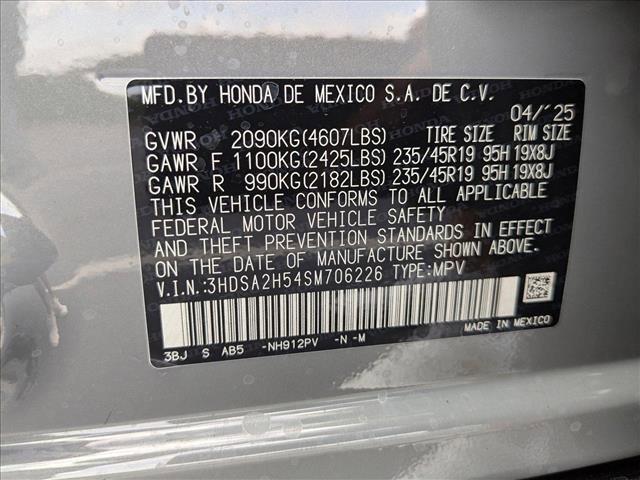 MFD.BY HONDA DE MEXICO S.A. DE C.V.
04/'25
GVWR 2090KG(4607LBS) TIRE SIZE RIM SIZE
GAWR F 1100KG(2425LBS) 235/45R19 95H 19X8J
GAWR R 990KG(2182LBS) 235/45R19 95H 19X8J
THIS VEHICLE CONFORMS TO ALL APPLICABLE
FEDERAL MOTOR VEHICLE SAFETY
AND THEFT PREVENTION STANDARDS IN EFFECT
ON THE DATE OF MANUFACTURE SHOWN ABOVE.
V.I.N.:3HDSA2H54SM706226 TYPE:MPV
MADE IN MEXICO
3BJ S AB5 -NH912PV -N -M